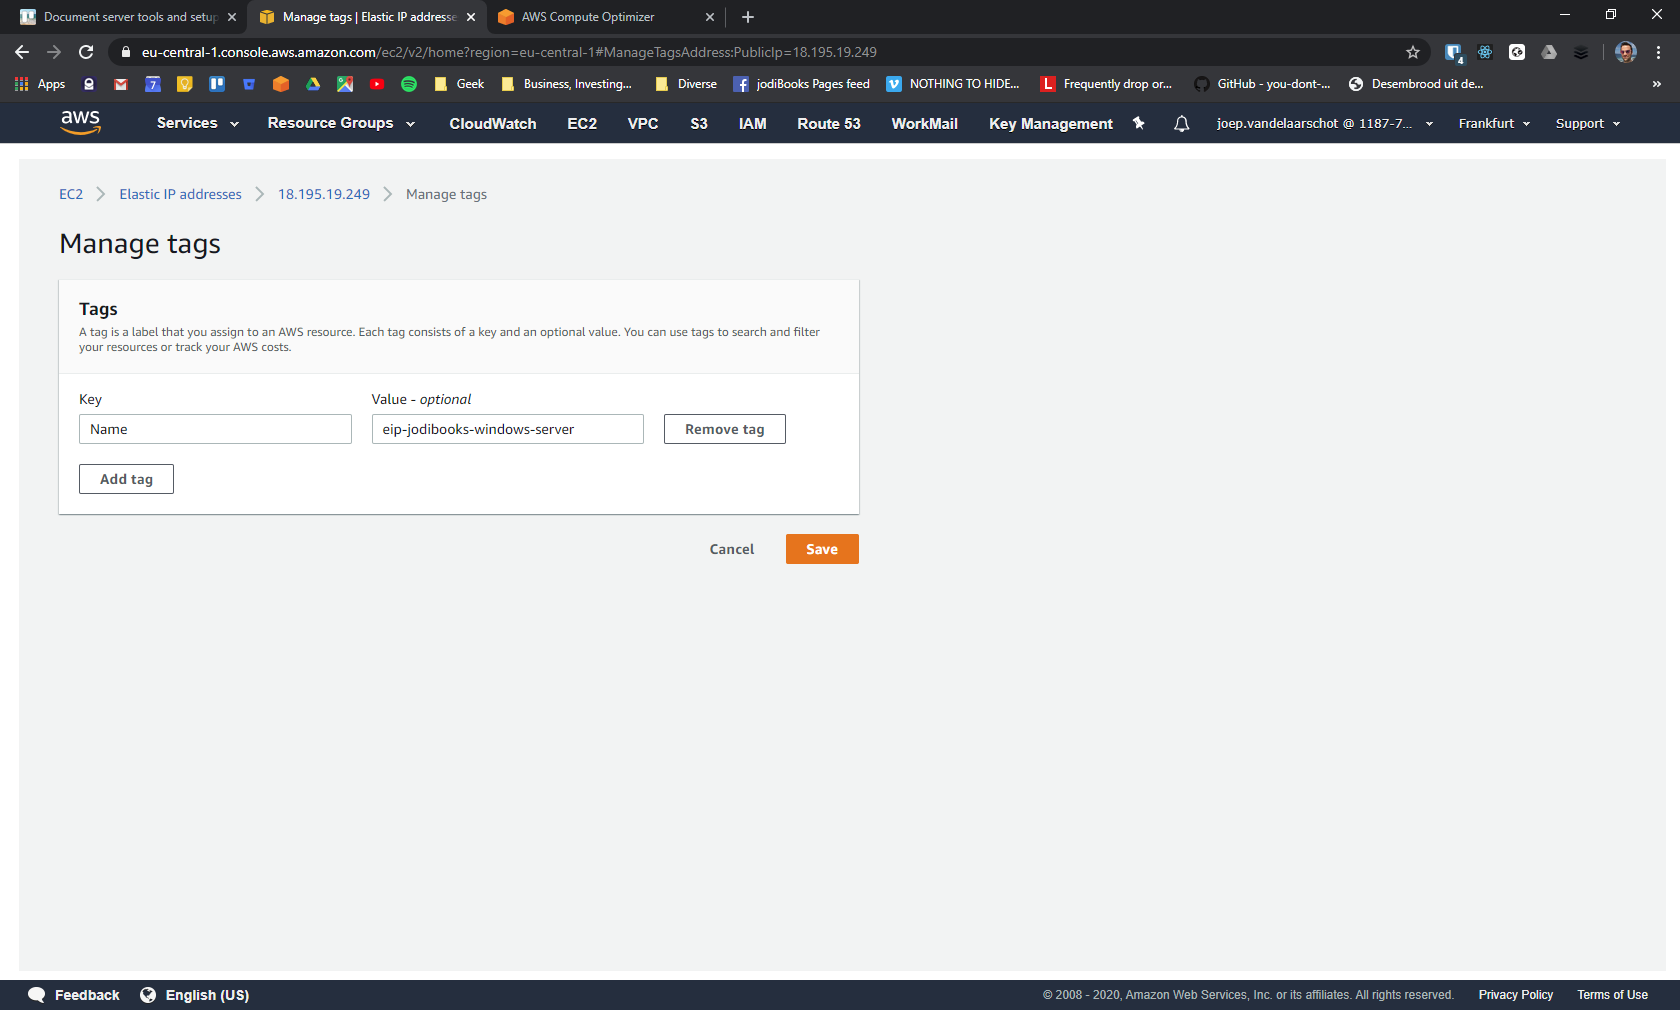 Document server tools and setup
Manage tags | Elastic IP addresse
AWS Compute Optimizer
eu-central-1.console.aws.amazon.com/ec2/v2/home?region=eu-central-1#ManageTagsAddress:PublicIp=18.195.19.249
4
Apps
7
Geek
Business, Investing...
Diverse
jodiBooks Pages feed
NOTHING TO HIDE...
L
Frequently drop or...
GitHub - you-dont-...
Desembrood uit de...
»
aws
Services
Resource Groups
CloudWatch
EC2
VPC
S3
IAM
Route 53
WorkMail
Key Management
joep.vandelaarschot @ 1187-7...
Frankfurt
Support
EC2
Elastic IP addresses
18.195.19.249
Manage tags
Manage tags
Tags
A tag is a label that you assign to an AWS resource. Each tag consists of a key and an optional value. You can use tags to search and filter
your resources or track your AWS costs.
Key
Value - optional
Name
eip-jodibooks-windows-server
Remove tag
Add tag
Cancel
Save
Feedback
English (US)
© 2008 - 2020, Amazon Web Services, Inc. or its affiliates. All rights reserved.
Privacy Policy
Terms of Use